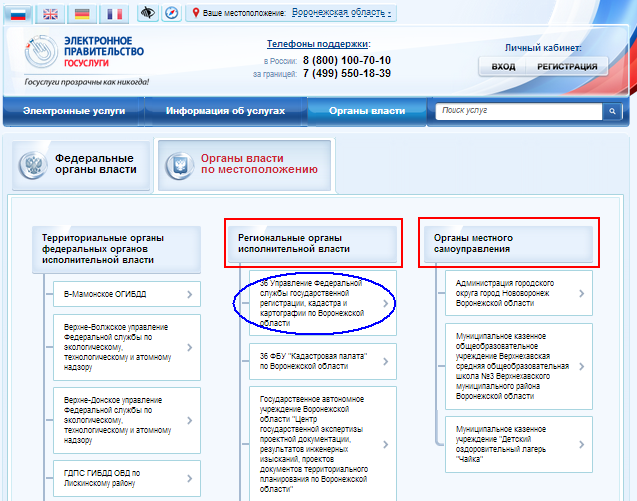 Ваше местоположение: Воронежская область
ЭЛЕКТРОННОЕ
ПРАВИТЕЛЬСТВО
ГОСУСЛУГИ
Госуслуги прозрачны как никогда!
Телефоны поддержки:
в России: 8 (800) 100-70-10
за границей: 7 (499) 550-18-39
Личный кабинет:
ВХОД РЕГИСТРАЦИЯ
Электронные услуги Информация об услугах Органы власти Поиск услуг
Федеральные
органы власти
Органы власти
по местоположению
Территориальные органы
федеральных органов
исполнительной власти
В-Мамонское ОГИБДД
Верхне-Волжское управление
Федеральной службы по
экологическому,
технологическому и атомному
надзору
Верхне-Донское управление
Федеральной службы по
экологическому,
технологическому и атомному
надзору
ГДПС ГИБДД ОВД по
Лискинскому району
Региональные органы
исполнительной власти
36 Управление Федеральной
службы государственной
регистрации, кадастра и
картографии по Воронежской
области
36 ФБУ "Кадастровая палата"
по Воронежской области
Государственное автономное
учреждение Воронежской
области "Центр
государственной экспертизы
проектной документации,
результатов инженерных
изысканий, проектов
документов территориального
планирования по Воронежской
области"
Органы местного
самоуправления
Администрация городского
округа город Нововоронеж
Воронежской области
Муниципальное казенное
общеобразовательное
учреждение Верхнехавская
средняя общеобразовательная
школа №3 Верхнехавского
муниципального района
Воронежской области
Муниципальное казенное
учреждение "Детский
оздоровительный лагерь
"Чайка"